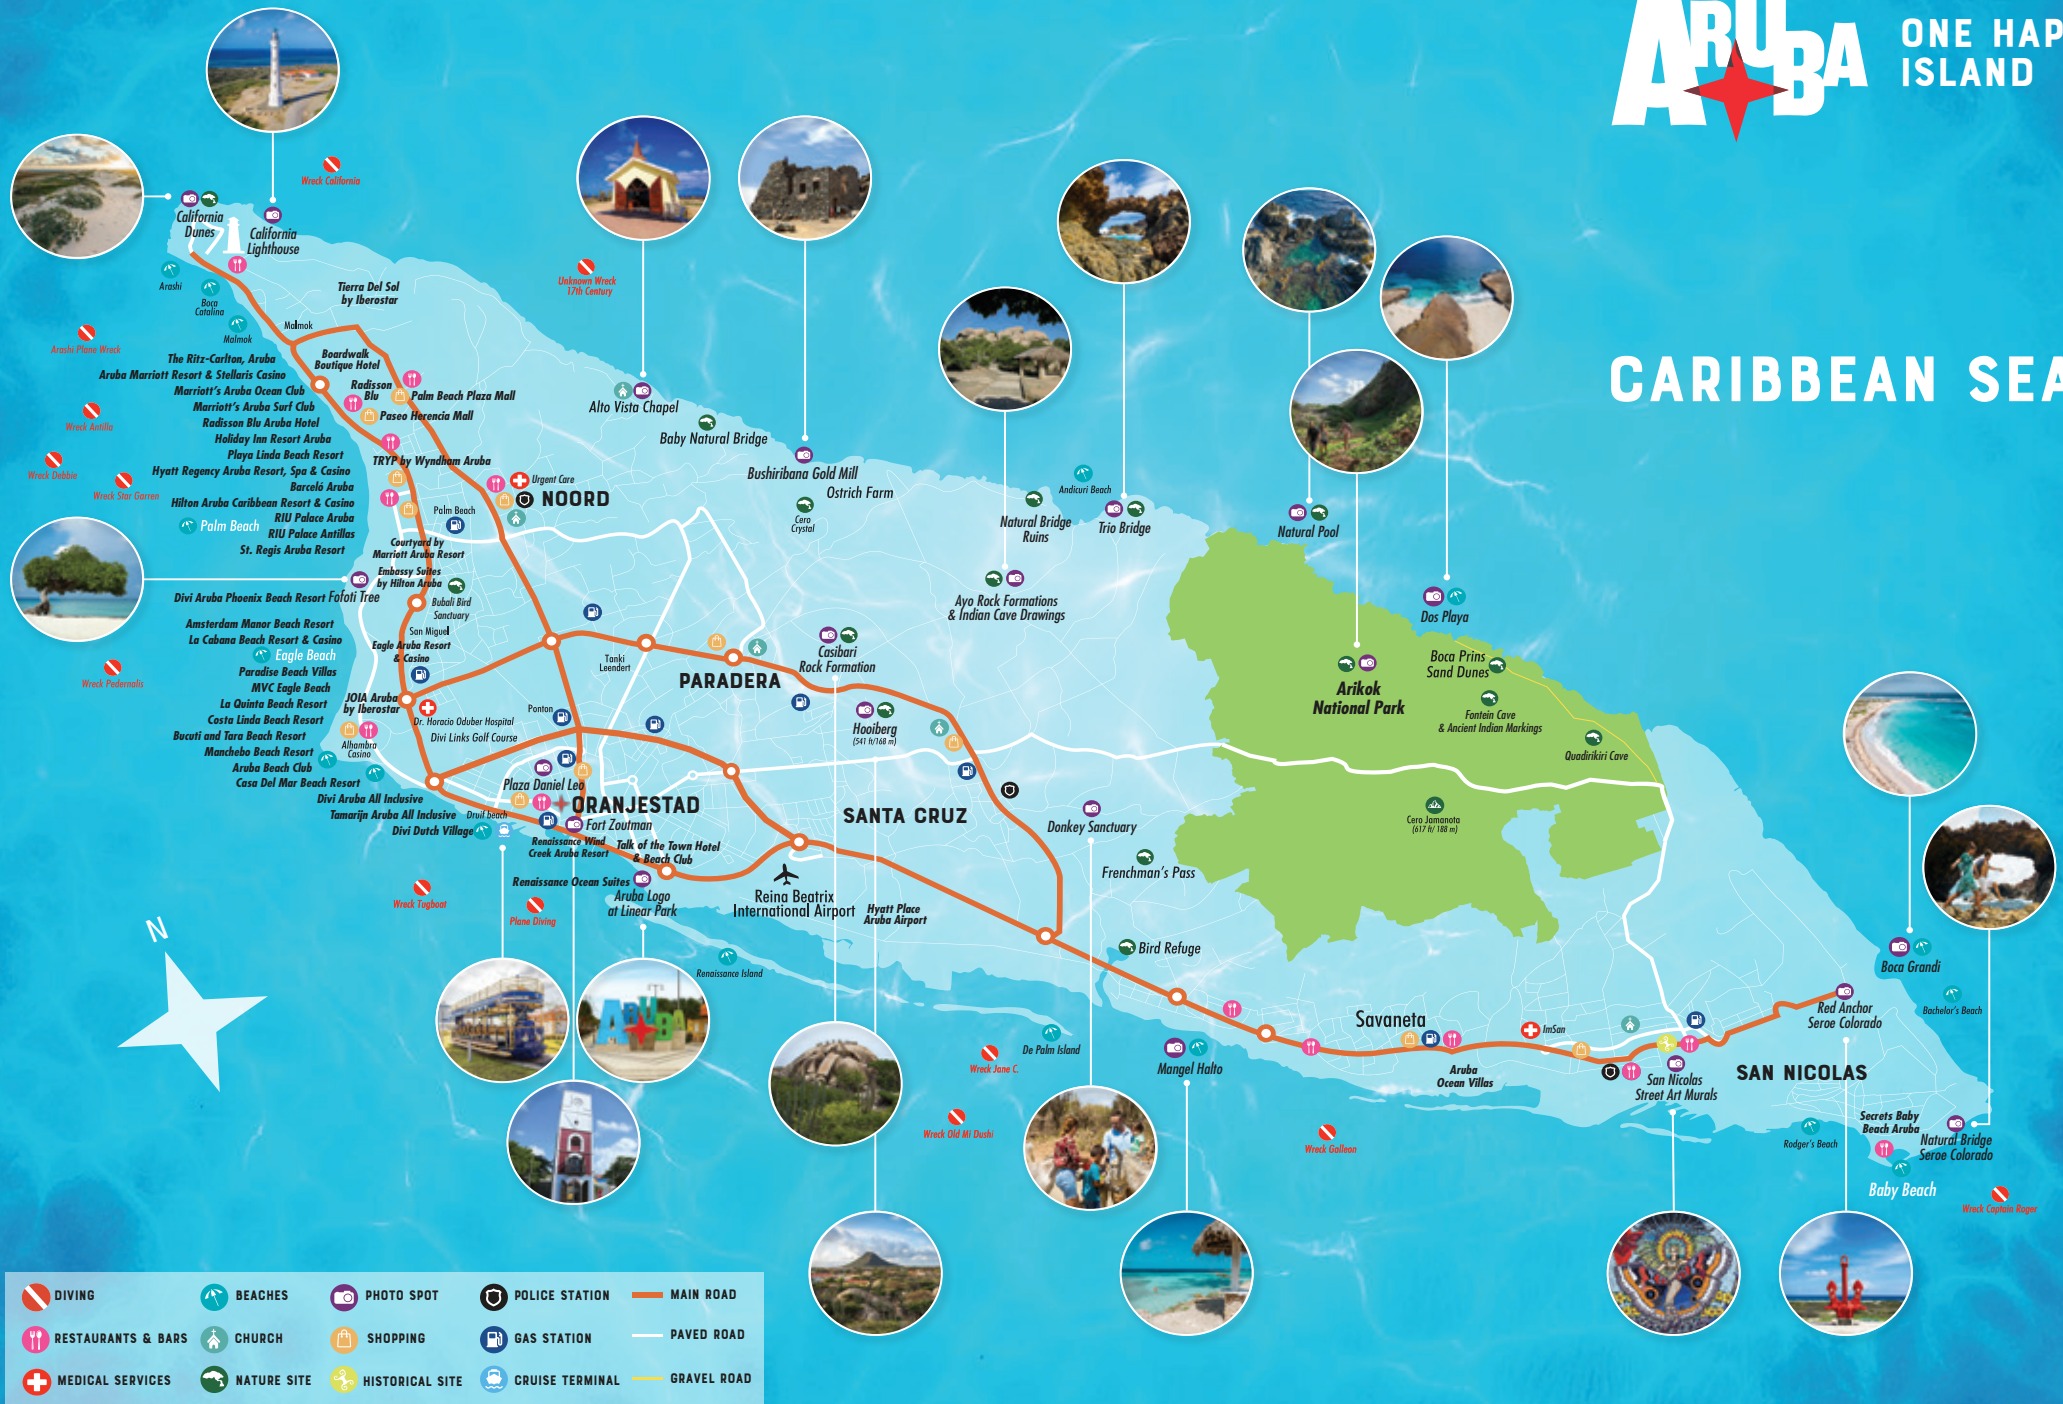 ARUBA
ONE HAP
ISLAND
CARIBBEAN SEA
Wreck California
California
Dunes
California
Lighthouse
Arashi
Boca
Catalina
Malmok
Tierra Del Sol
by Iberostar
Malmok
Unknown Wreck
17th Century
Arashi Plane Wreck
Wreck Antilla
Wreck Debbie
Wreck Star Garren
The Ritz-Carlton, Aruba
Aruba Marriott Resort & Stellaris Casino
Marriott's Aruba Ocean Club
Marriott's Aruba Surf Club
Radisson Blu Aruba Hotel
Holiday Inn Resort Aruba
Playa Linda Beach Resort
Hyatt Regency Aruba Resort, Spa & Casino
Barceló Aruba
Hilton Aruba Caribbean Resort & Casino
RIU Palace Aruba
Palm Beach
RIU Palace Antillas
St. Regis Aruba Resort
Boardwalk
Boutique Hotel
Radisson
Blu
Palm Beach Plaza Mall
Paseo Herencia Mall
TRYP by Wyndham Aruba
Urgent Care
NOORD
Palm Beach
Courtyard by
Marriott Aruba Resort
Embassy Suites
by Hilton Aruba
Bubali Bird
Sanctuary
Divi Aruba Phoenix Beach Resort
Fofoti Tree
Amsterdam Manor Beach Resort
La Cabana Beach Resort & Casino
Eagle Beach
Paradise Beach Villas
MVC Eagle Beach
La Quinta Beach Resort
Costa Linda Beach Resort
Bucuti and Tara Beach Resort
Manchebo Beach Resort
Aruba Beach Club
Casa Del Mar Beach Resort
Divi Aruba All Inclusive
Tamarijn Aruba All Inclusive
Divi Dutch Village
Druif beach
San Miguel
Eagle Aruba Resort
& Casino
JOIA Aruba
by Iberostar
Alhambra
Casino
Dr. Horacio Oduber Hospital
Divi Links Golf Course
Ponton
Wreck Pedernalis
Alto Vista Chapel
Baby Natural Bridge
Bushiribana Gold Mill
Ostrich Farm
Cero
Crystal
Natural Bridge
Ruins
Andicuri Beach
Trio Bridge
Natural Pool
Ayo Rock Formations
& Indian Cave Drawings
Dos Playa
Tanki
Leendert
PARADERA
Casibari
Rock Formation
Hooiberg
(541 ft/168 m)
Arikok
National Park
Boca Prins
Sand Dunes
Fontein Cave
& Ancient Indian Markings
Quadirikiri Cave
Cero Jamanota
(617 ft/ 188 m)
Plaza Daniel Leo
ORANJESTAD
Fort Zoutman
Renaissance Wind
Creek Aruba Resort
Talk of the Town Hotel
& Beach Club
Renaissance Ocean Suites
Aruba Logo
at Linear Park
Reina Beatrix
International Airport
Hyatt Place
Aruba Airport
SANTA CRUZ
Donkey Sanctuary
Frenchman's Pass
Bird Refuge
Wreck Tugboat
Plane Diving
Renaissance Island
De Palm Island
Wreck Jane C.
Wreck Old Mi Dushi
Mangel Halto
Savaneta
Aruba
Ocean Villas
ImSan
Wreck Galleon
San Nicolas
Street Art Murals
SAN NICOLAS
Boca Grandi
Bachelor's Beach
Red Anchor
Seroe Colorado
Rodger's Beach
Secrets Baby
Beach Aruba
Natural Bridge
Seroe Colorado
Baby Beach
Wreck Captain Roger
N
ARUBA
DIVING
BEACHES
PHOTO SPOT
POLICE STATION
MAIN ROAD
RESTAURANTS & BARS
CHURCH
SHOPPING
GAS STATION
PAVED ROAD
MEDICAL SERVICES
NATURE SITE
HISTORICAL SITE
CRUISE TERMINAL
GRAVEL ROAD